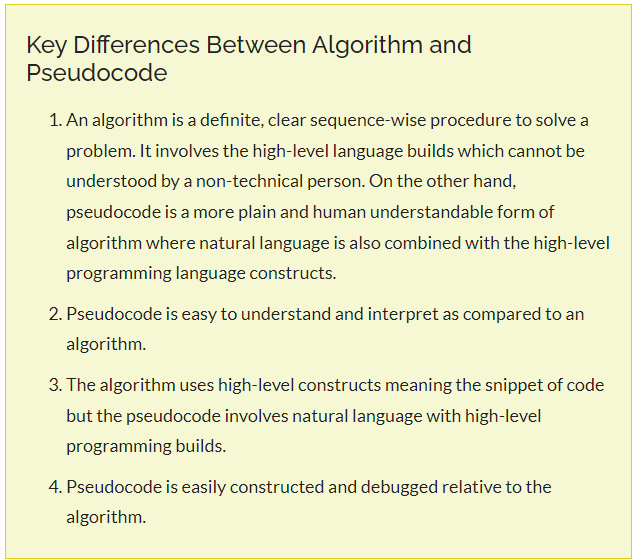 Key Differences Between Algorithm and
Pseudocode
1. An algorithm is a definite, clear sequence-wise procedure to solve a
problem. It involves the high-level language builds which cannot be
understood by a non-technical person. On the other hand,
pseudocode is a more plain and human understandable form of
algorithm where natural language is also combined with the high-level
programming language constructs.
2. Pseudocode is easy to understand and interpret as compared to an
algorithm.
3. The algorithm uses high-level constructs meaning the snippet of code
but the pseudocode involves natural language with high-level
programming builds.
4. Pseudocode is easily constructed and debugged relative to the
algorithm.